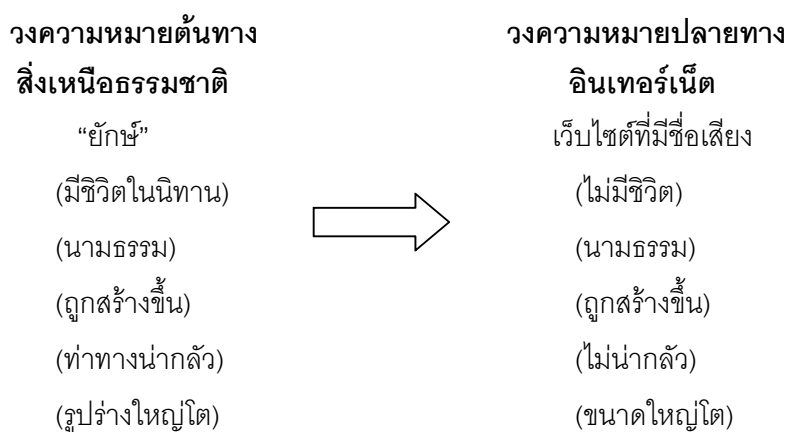 วงความหมายต้นทาง
สิ่งเหนือธรรมชาติ
“ยักษ์”
(มีชีวิตในนิทาน)
(นามธรรม)
(ถูกสร้างขึ้น)
(ท่าทางน่ากลัว)
(รูปร่างใหญ่โต)
วงความหมายปลายทาง
อินเทอร์เน็ต
เว็บไซต์ที่มีชื่อเสียง
(ไม่มีชีวิต)
(นามธรรม)
(ถูกสร้างขึ้น)
(ไม่น่ากลัว)
(ขนาดใหญ่โต)